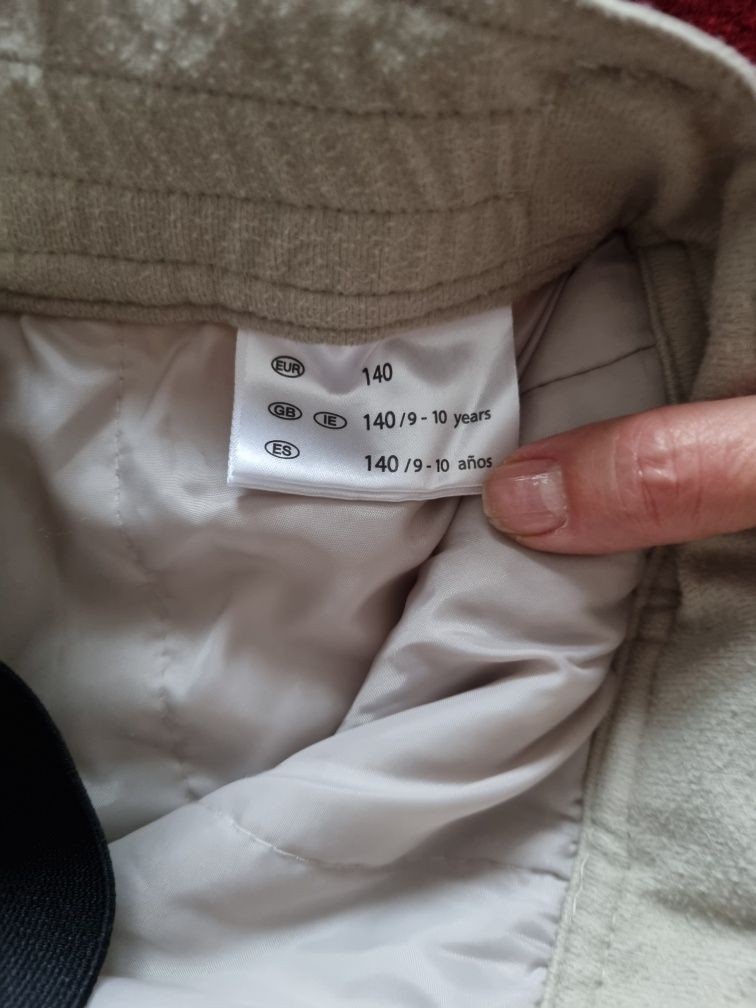 EUR 140
GB IE 140 / 9 - 10 years
ES 140 / 9 - 10 años